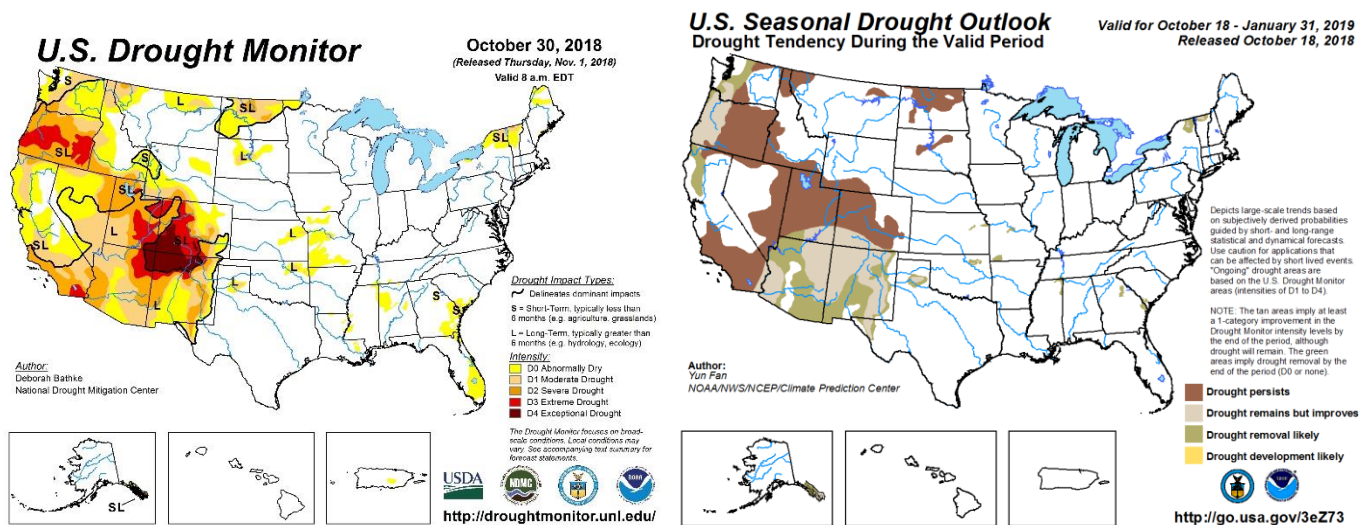 U.S. Drought Monitor
October 30, 2018
(Released Thursday, Nov. 1, 2018)
Valid 8 a.m. EDT
S
L
SL
SL
SL
S
L
SL
L
SL
SL
L
L
L
L
S
S
Drought Impact Types:
Delineates dominant impacts
S = Short-Term, typically less than
6 months (e.g. agriculture, grasslands)
L = Long-Term, typically greater than
6 months (e.g. hydrology, ecology)
Intensity:
D0 Abnormally Dry
D1 Moderate Drought
D2 Severe Drought
D3 Extreme Drought
D4 Exceptional Drought
Author:
Deborah Bathke
National Drought Mitigation Center
The Drought Monitor focuses on broad-
scale conditions. Local conditions may
vary. See accompanying text summary for
forecast statements.
SL
USDA
NDMC
http://droughtmonitor.unl.edu/
U.S. Seasonal Drought Outlook
Drought Tendency During the Valid Period
Valid for October 18 - January 31, 2019
Released October 18, 2018
Depicts large-scale trends based
on subjectively derived probabilities
guided by short- and long-range
statistical and dynamical forecasts.
Use caution for applications that
can be affected by short lived events.
"Ongoing" drought areas are
based on the U.S. Drought Monitor
areas (intensities of D1 to D4).
NOTE: The tan areas imply at least
a 1-category improvement in the
Drought Monitor intensity levels by
the end of the period, although
drought will remain. The green
areas imply drought removal by the
end of the period (D0 or none).
Author:
Yun Fan
NOAA/NWS/NCEP/Climate Prediction Center
Drought persists
Drought remains but improves
Drought removal likely
Drought development likely
http://go.usa.gov/3eZ73